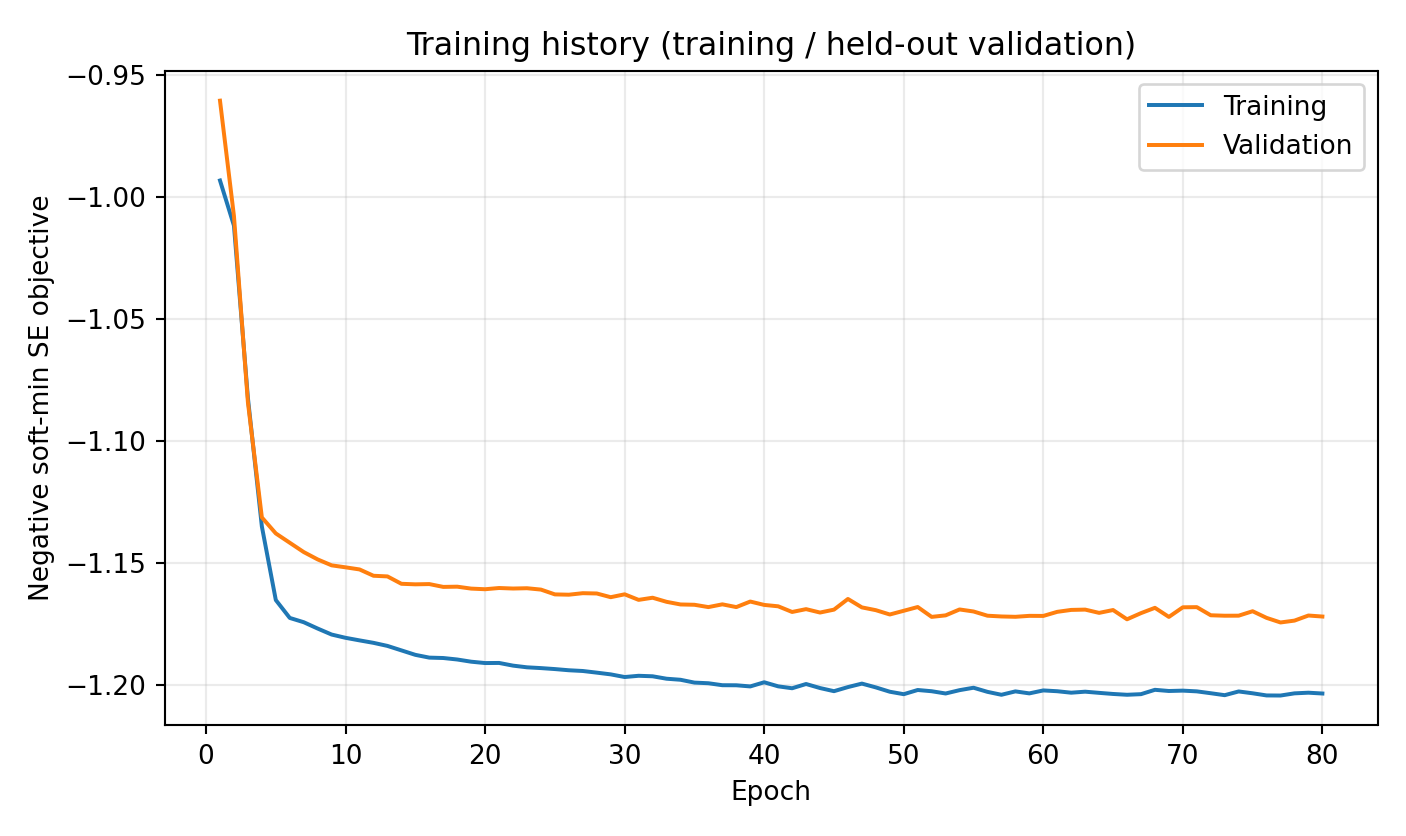 Training history (training / held-out validation)
Training
Validation
Negative soft-min SE objective
−0.95
−1.00
−1.05
−1.10
−1.15
−1.20
0 10 20 30 40 50 60 70 80
Epoch